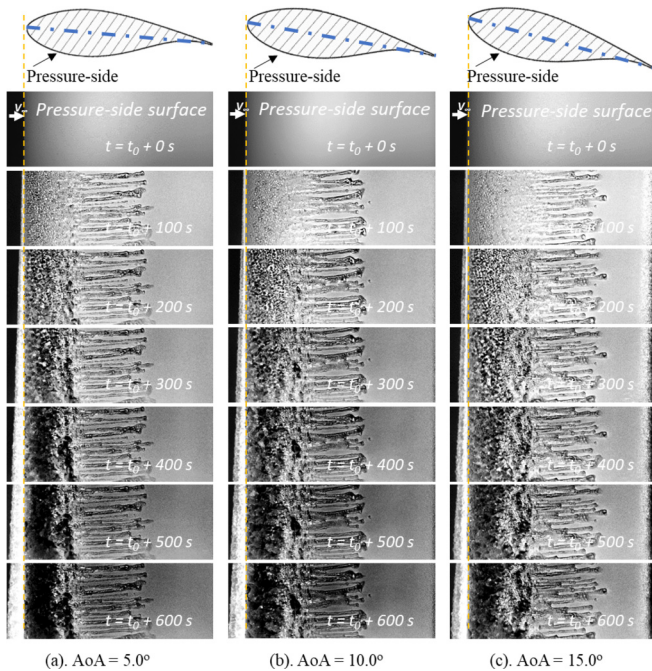 Pressure-side
Pressure-side
Pressure-side
v∞ Pressure-side surface
t = t₀ + 0 s
v∞ Pressure-side surface
t = t₀ + 0 s
v∞ Pressure-side surface
t = t₀ + 0 s
t = t₀ + 100 s
t = t₀ + 100 s
t = t₀ + 100 s
t = t₀ + 200 s
t = t₀ + 200 s
t = t₀ + 200 s
t = t₀ + 300 s
t = t₀ + 300 s
t = t₀ + 300 s
t = t₀ + 400 s
t = t₀ + 400 s
t = t₀ + 400 s
t = t₀ + 500 s
t = t₀ + 500 s
t = t₀ + 500 s
t = t₀ + 600 s
t = t₀ + 600 s
t = t₀ + 600 s
(a). AoA = 5.0º
(b). AoA = 10.0º
(c). AoA = 15.0º